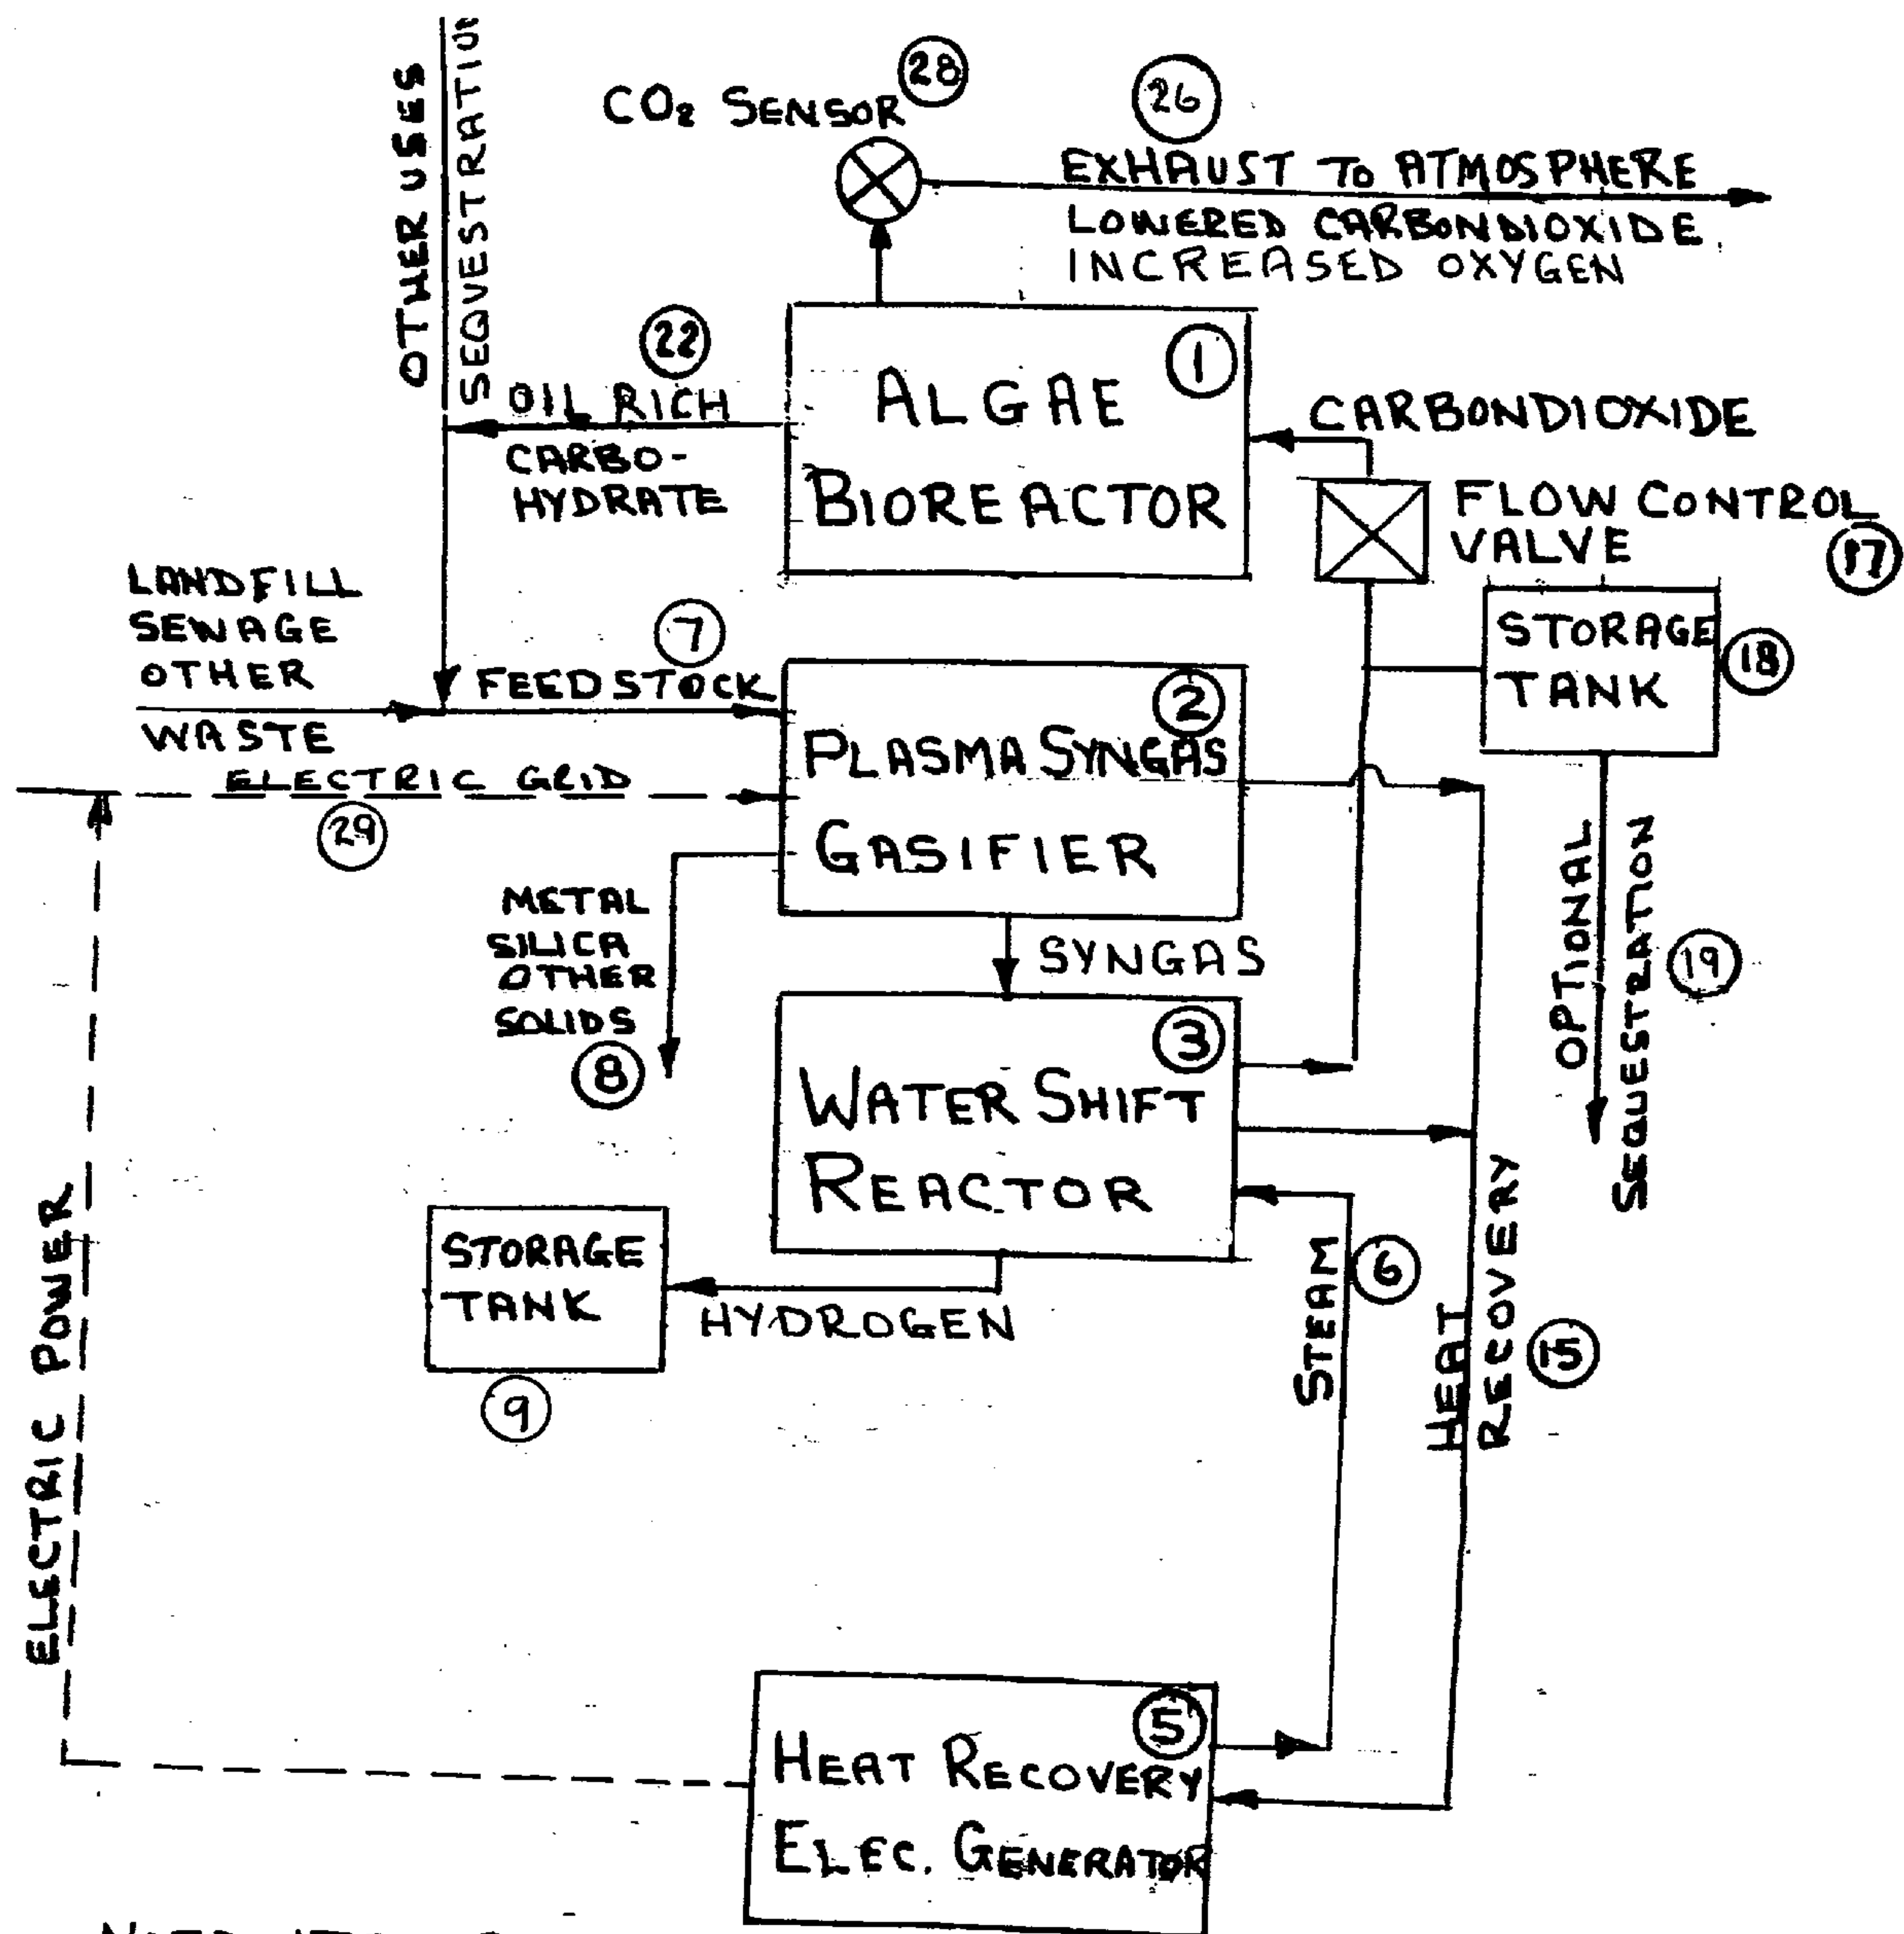 OTHER USES
SEQUESTRATION
CO2 SENSOR
28
26
EXHAUST TO ATMOSPHERE
LOWERED CARBONDIOXIDE
INCREASED OXYGEN
22
OIL RICH
CARBO-
HYDRATE
1
ALGAE
BIOREACTOR
CARBONDIOXIDE
FLOW CONTROL
VALVE
17
LANDFILL
SEWAGE
OTHER
WASTE
7
FEEDSTOCK
2
PLASMA SYNGAS
GASIFIER
STORAGE
TANK
18
ELECTRIC GRID
29
METAL
SILICA
OTHER
SOLIDS
8
SYNGAS
OPTIONAL
SEQUESTRATION
19
3
WATER SHIFT
REACTOR
STORAGE
TANK
9
HYDROGEN
STEAM
6
HEAT
RECOVERY
15
ELECTRIC POWER
5
HEAT RECOVERY
ELEC. GENERATOR